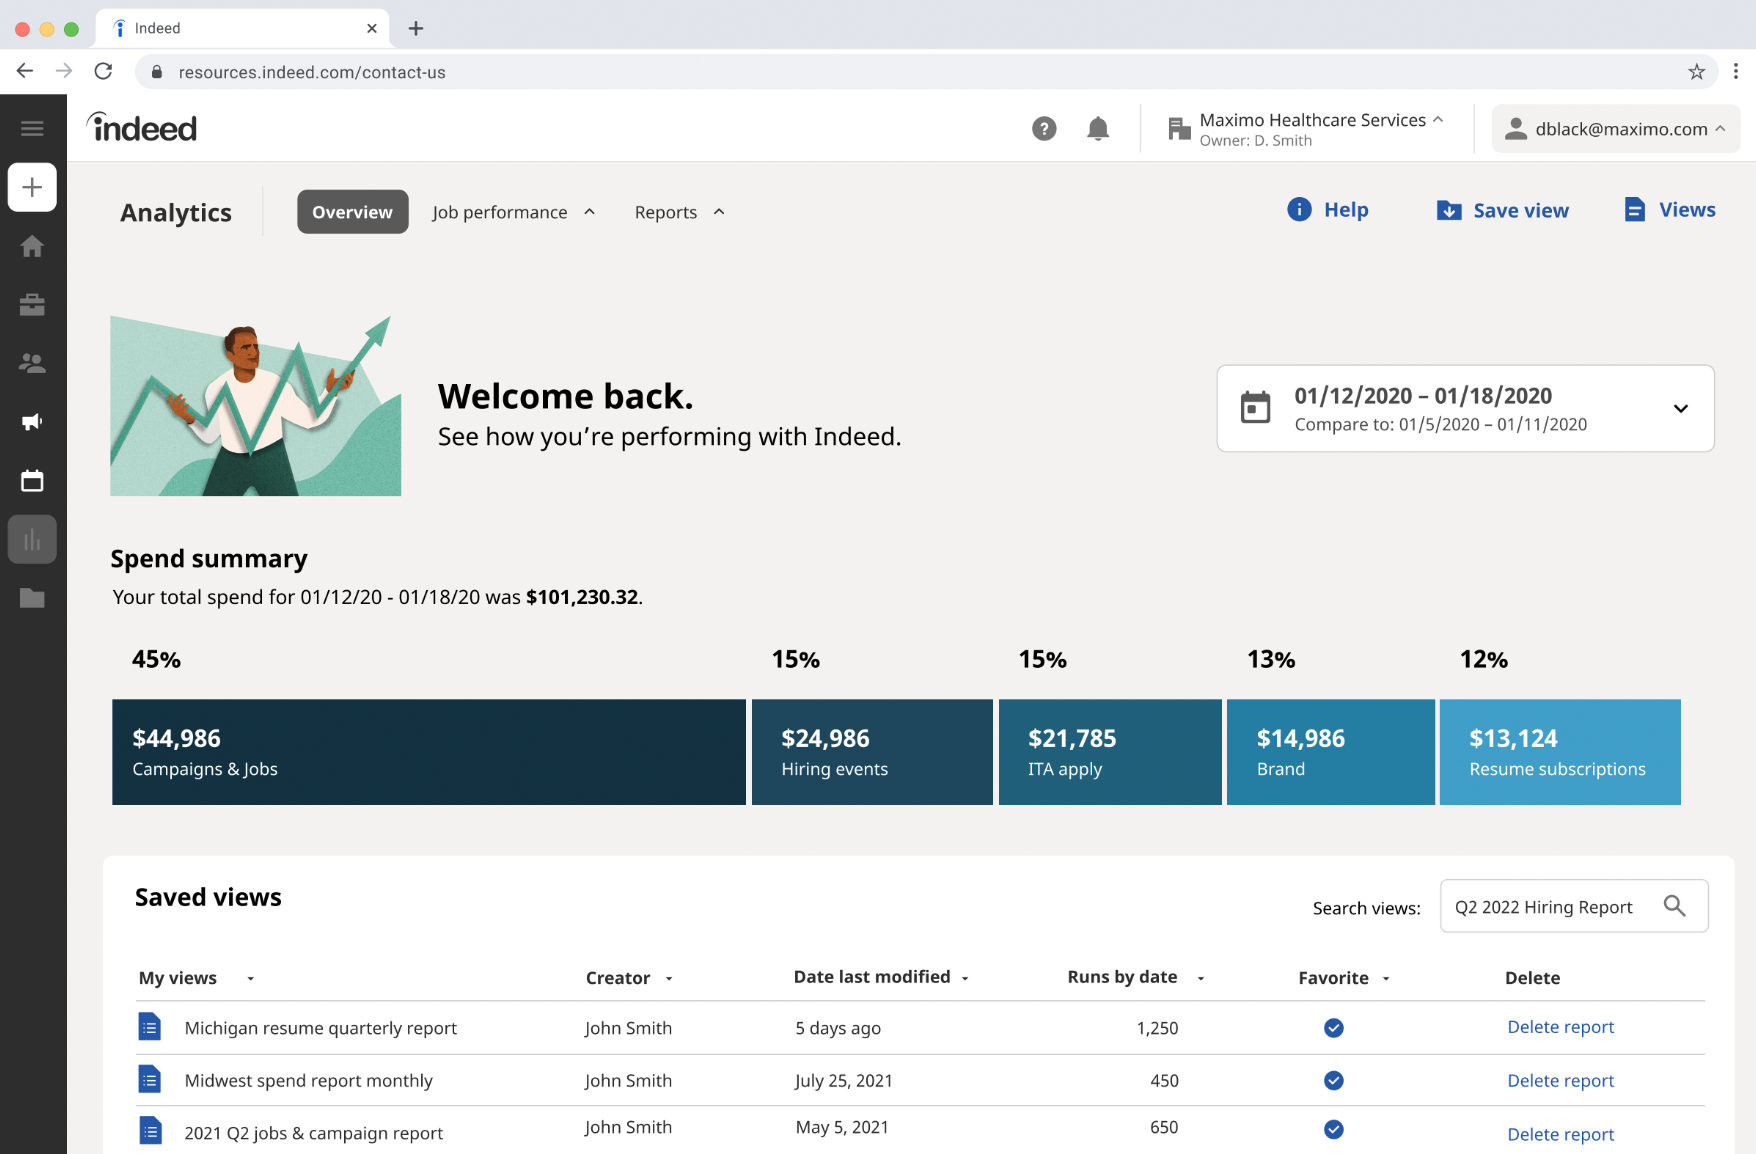 Indeed
resources.indeed.com/contact-us
indeed
Maximo Healthcare Services
Owner: D. Smith
dblack@maximo.com
Analytics
Overview
Job performance
Reports
Help
Save view
Views
Welcome back.
See how you’re performing with Indeed.
01/12/2020 – 01/18/2020
Compare to: 01/5/2020 – 01/11/2020
Spend summary
Your total spend for 01/12/20 - 01/18/20 was $101,230.32.
45% 15% 15% 13% 12%
$44,986 $24,986 $21,785 $14,986 $13,124
Campaigns & Jobs Hiring events ITA apply Brand Resume subscriptions
Saved views
Search views: Q2 2022 Hiring Report
My views Creator Date last modified Runs by date Favorite Delete
Michigan resume quarterly report John Smith 5 days ago 1,250 Delete report
Midwest spend report monthly John Smith July 25, 2021 450 Delete report
2021 Q2 jobs & campaign report John Smith May 5, 2021 650 Delete report